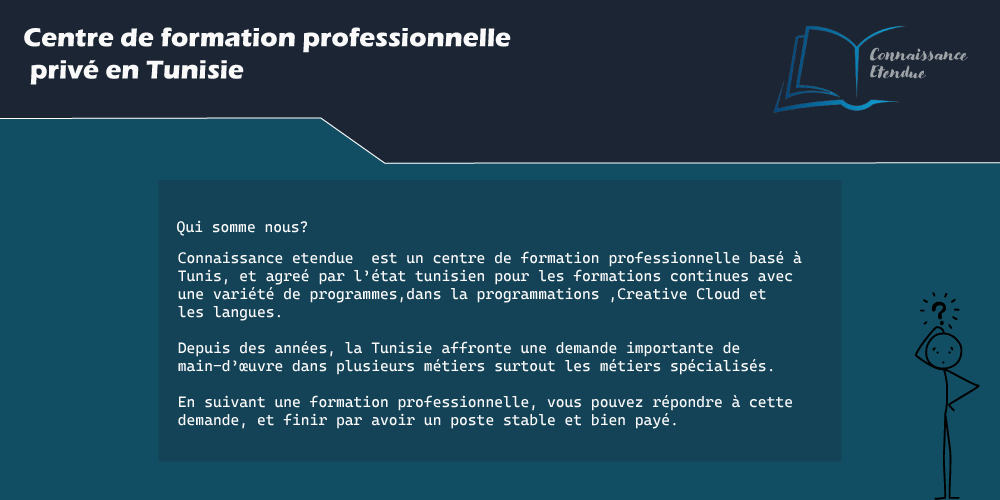 Centre de formation professionnelle
privé en Tunisie
Connaissance
Etendue
Qui somme nous?
Connaissance etendue  est un centre de formation professionnelle basé à
Tunis, et agreé par l’état tunisien pour les formations continues avec
une variété de programmes,dans la programmations ,Creative Cloud et
les langues.
Depuis des années, la Tunisie affronte une demande importante de
main-d’œuvre dans plusieurs métiers surtout les métiers spécialisés.
En suivant une formation professionnelle, vous pouvez répondre à cette
demande, et finir par avoir un poste stable et bien payé.
?